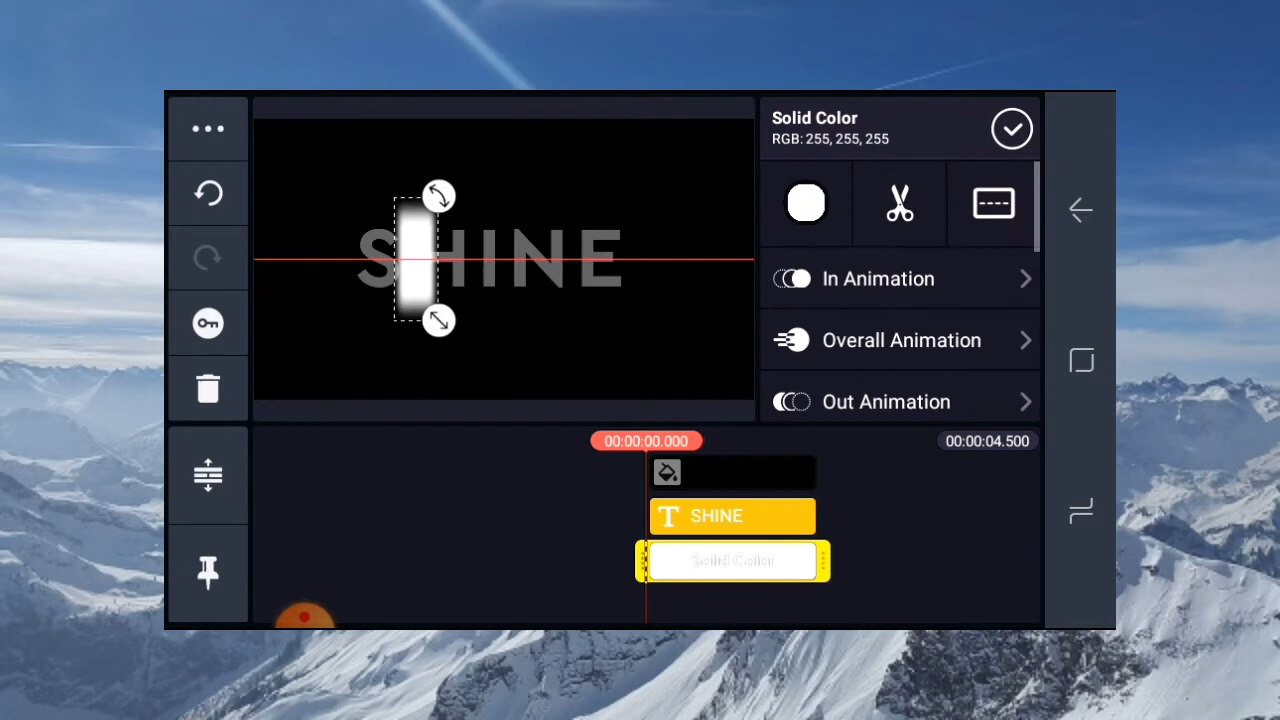 Solid Color
RGB: 255, 255, 255
SHINE
In Animation
Overall Animation
Out Animation
00:00:00.000
00:00:04.500
T SHINE
Solid Color